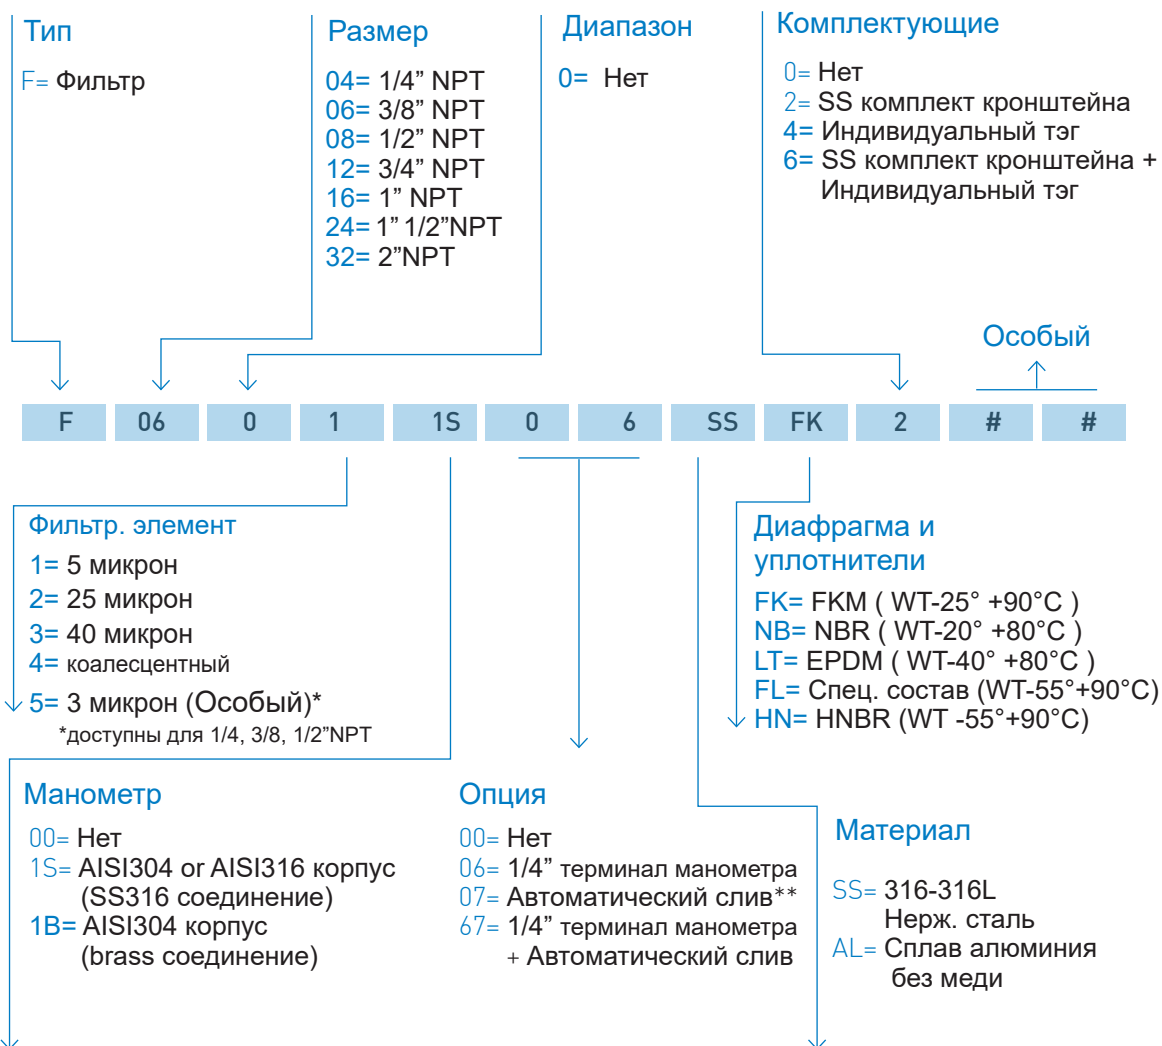 Тип
F= Фильтр
Размер
04= 1/4” NPT
06= 3/8” NPT
08= 1/2” NPT
12= 3/4” NPT
16= 1” NPT
24= 1” 1/2”NPT
32= 2”NPT
Диапазон
0= Нет
Комплектующие
0= Нет
2= SS комплект кронштейна
4= Индивидуальный тэг
6= SS комплект кронштейна +
Индивидуальный тэг
Особый
F 06 0 1 1S 0 6 SS FK 2 # #
Фильтр. элемент
1= 5 микрон
2= 25 микрон
3= 40 микрон
4= коалесцентный
5= 3 микрон (Особый)*
*доступны для 1/4, 3/8, 1/2”NPT
Диафрагма и
уплотнители
FK= FKM ( WT-25° +90°C )
NB= NBR ( WT-20° +80°C )
LT= EPDM ( WT-40° +80°C )
FL= Спец. состав (WT-55°+90°C)
HN= HNBR (WT -55°+90°C)
Манометр
00= Нет
1S= AISI304 or AISI316 корпус
(SS316 соединение)
1B= AISI304 корпус
(brass соединение)
Опция
00= Нет
06= 1/4” терминал манометра
07= Автоматический слив**
67= 1/4” терминал манометра
+ Автоматический слив
Материал
SS= 316-316L
Нерж. сталь
AL= Сплав алюминия
без меди